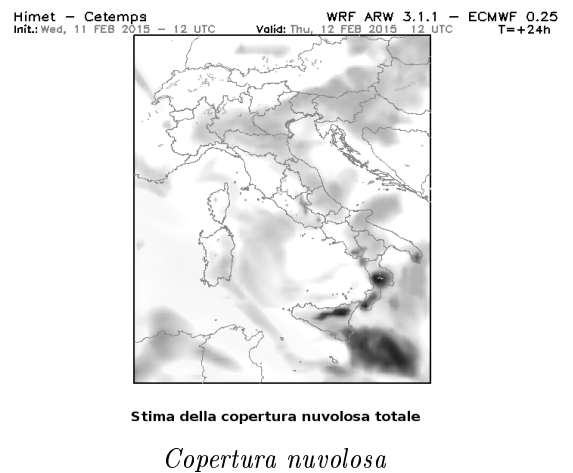 Himet – Cetemps WRF ARW 3.1.1 – ECMWF 0.25
Init.: Wed, 11 FEB 2015 – 12 UTC Valid: Thu, 12 FEB 2015 12 UTC T=+24h
Stima della copertura nuvolosa totale
Copertura nuvolosa